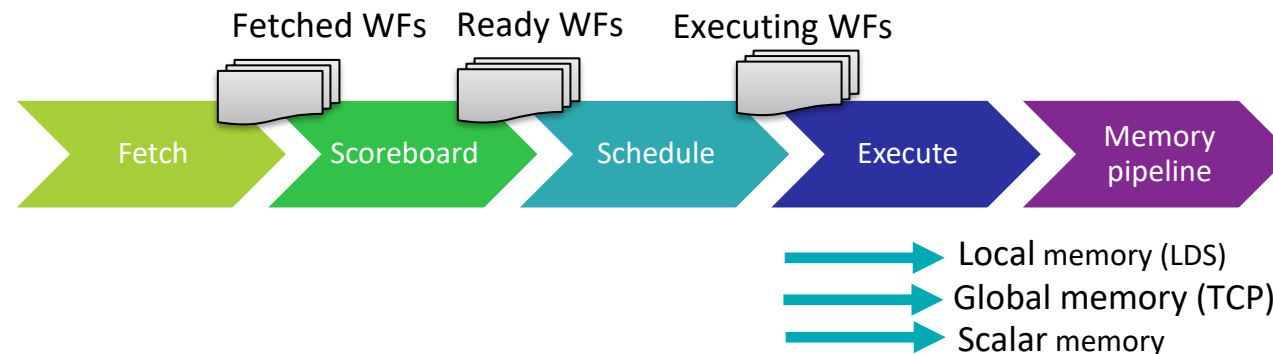 Fetched WFs
Ready WFs
Executing WFs
Fetch
Scoreboard
Schedule
Execute
Memory
pipeline
Local memory (LDS)
Global memory (TCP)
Scalar memory